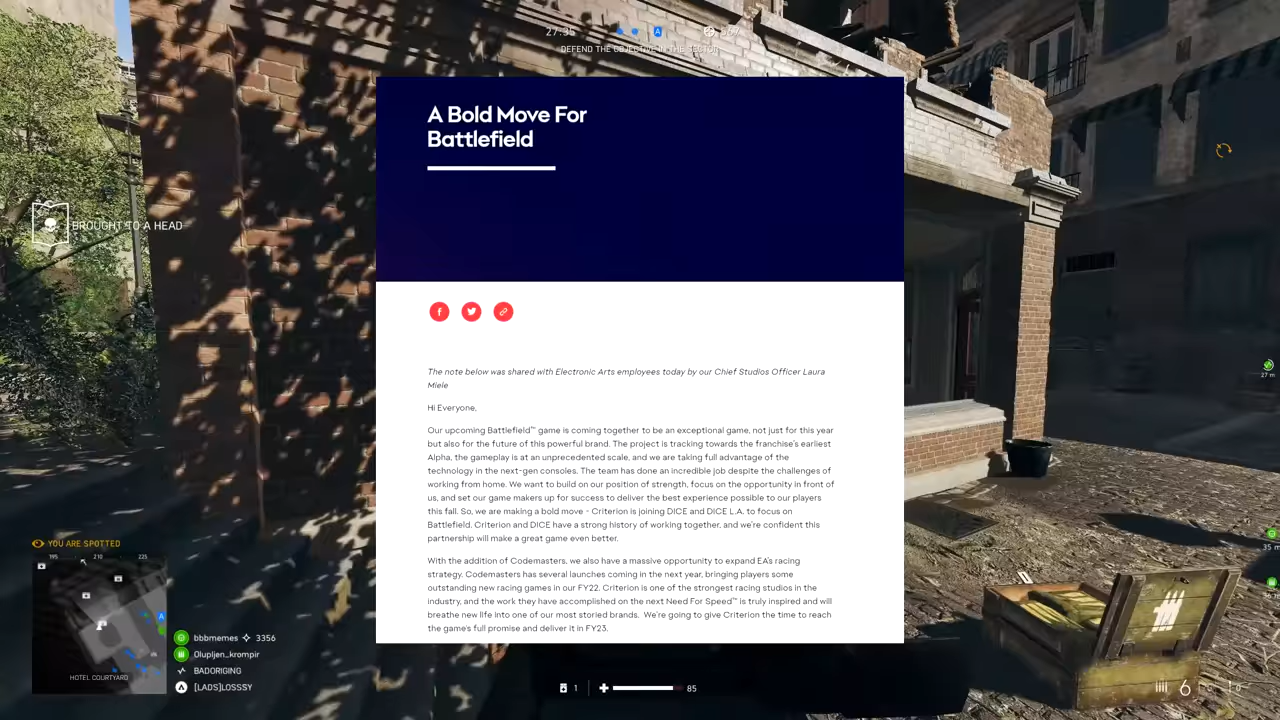 27:35
A
DEFEND THE OBJECTIVE IN THE SECTOR
A Bold Move For
Battlefield
BROUGHT TO A HEAD
The note below was shared with Electronic Arts employees today by our Chief Studios Officer Laura
Miele
Hi Everyone,
Our upcoming Battlefield™ game is coming together to be an exceptional game, not just for this year
but also for the future of this powerful brand. The project is tracking towards the franchise's earliest
Alpha, the gameplay is at an unprecedented scale, and we are taking full advantage of the
technology in the next-gen consoles. The team has done an incredible job despite the challenges of
working from home. We want to build on our position of strength, focus on the opportunity in front of
us, and set our game makers up for success to deliver the best experience possible to our players
this fall. So, we are making a bold move - Criterion is joining DICE and DICE L.A. to focus on
Battlefield. Criterion and DICE have a strong history of working together, and we're confident this
partnership will make a great game even better.
With the addition of Codemasters, we also have a massive opportunity to expand EA's racing
strategy. Codemasters has several launches coming in the next year, bringing players some
outstanding new racing games in our FY22. Criterion is one of the strongest racing studios in the
industry, and the work they have accomplished on the next Need For Speed™ is truly inspired and will
breathe new life into one of our most storied brands. We're going to give Criterion the time to reach
the game's full promise and deliver it in FY23.
27 m
35 m
YOU ARE SPOTTED
195 210 225
A
HOTEL COURTYARD
bbbmemes 3356
Olupljen_krompir
BADORIGING
[LADS]LOSSSY
1
85
6